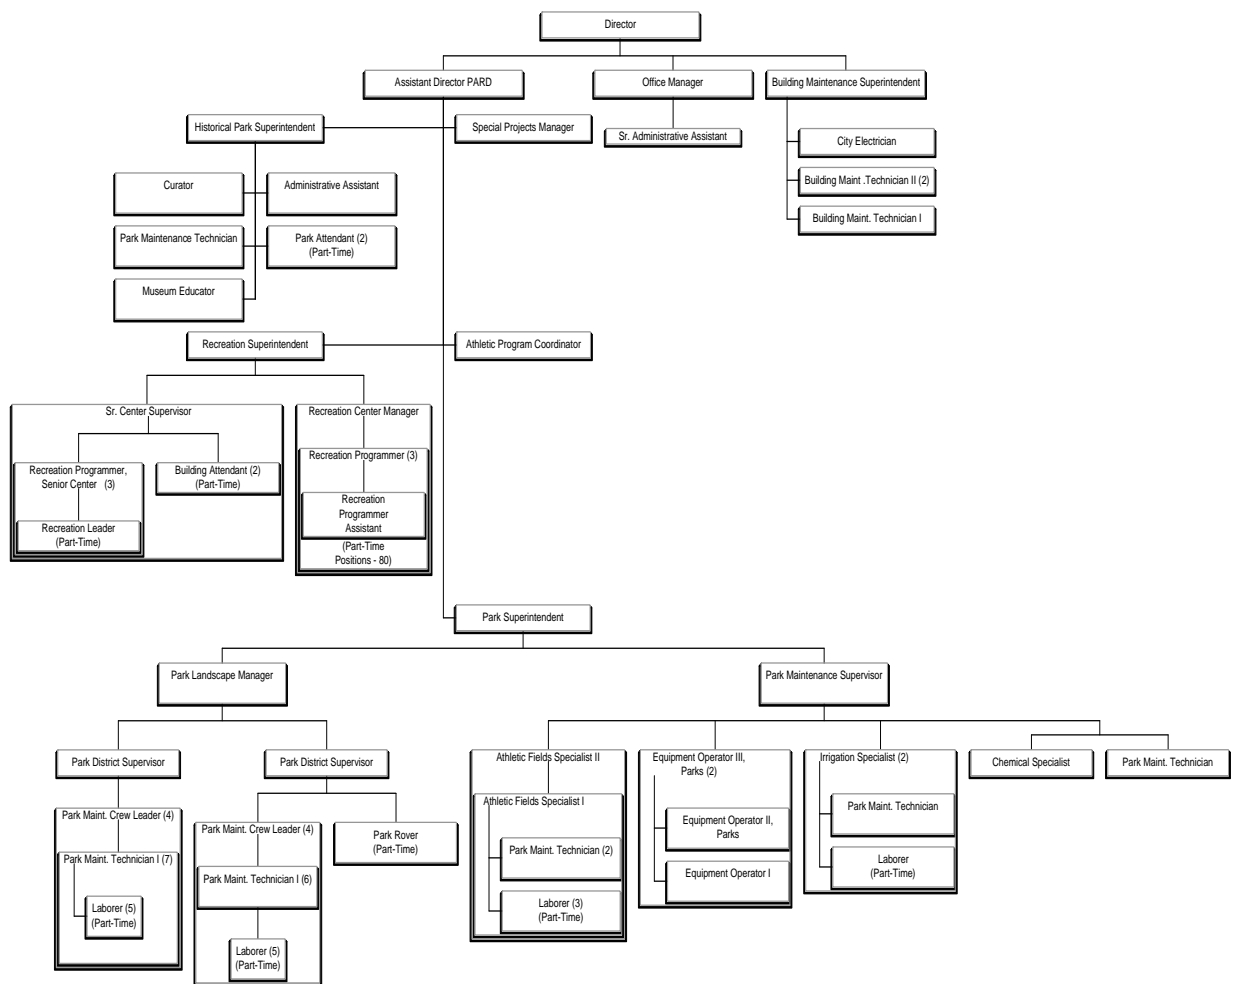 Director
Assistant Director PARD
Office Manager
Building Maintenance Superintendent
Historical Park Superintendent
Special Projects Manager
Sr. Administrative Assistant
City Electrician
Building Maint .Technician II (2)
Building Maint. Technician I
Curator
Administrative Assistant
Park Maintenance Technician
Park Attendant (2)
(Part-Time)
Museum Educator
Recreation Superintendent
Athletic Program Coordinator
Sr. Center Supervisor
Recreation Programmer,
Senior Center (3)
Building Attendant (2)
(Part-Time)
Recreation Leader
(Part-Time)
Recreation Center Manager
Recreation Programmer (3)
Recreation
Programmer
Assistant
(Part-Time
Positions - 80)
Park Superintendent
Park Landscape Manager
Park Maintenance Supervisor
Park District Supervisor
Park Maint. Crew Leader (4)
Park Maint. Technician I (7)
Laborer (5)
(Part-Time)
Park District Supervisor
Park Maint. Crew Leader (4)
Park Maint. Technician I (6)
Laborer (5)
(Part-Time)
Park Rover
(Part-Time)
Athletic Fields Specialist II
Athletic Fields Specialist I
Park Maint. Technician (2)
Laborer (3)
(Part-Time)
Equipment Operator III,
Parks (2)
Equipment Operator II,
Parks
Equipment Operator I
Irrigation Specialist (2)
Park Maint. Technician
Laborer
(Part-Time)
Chemical Specialist
Park Maint. Technician